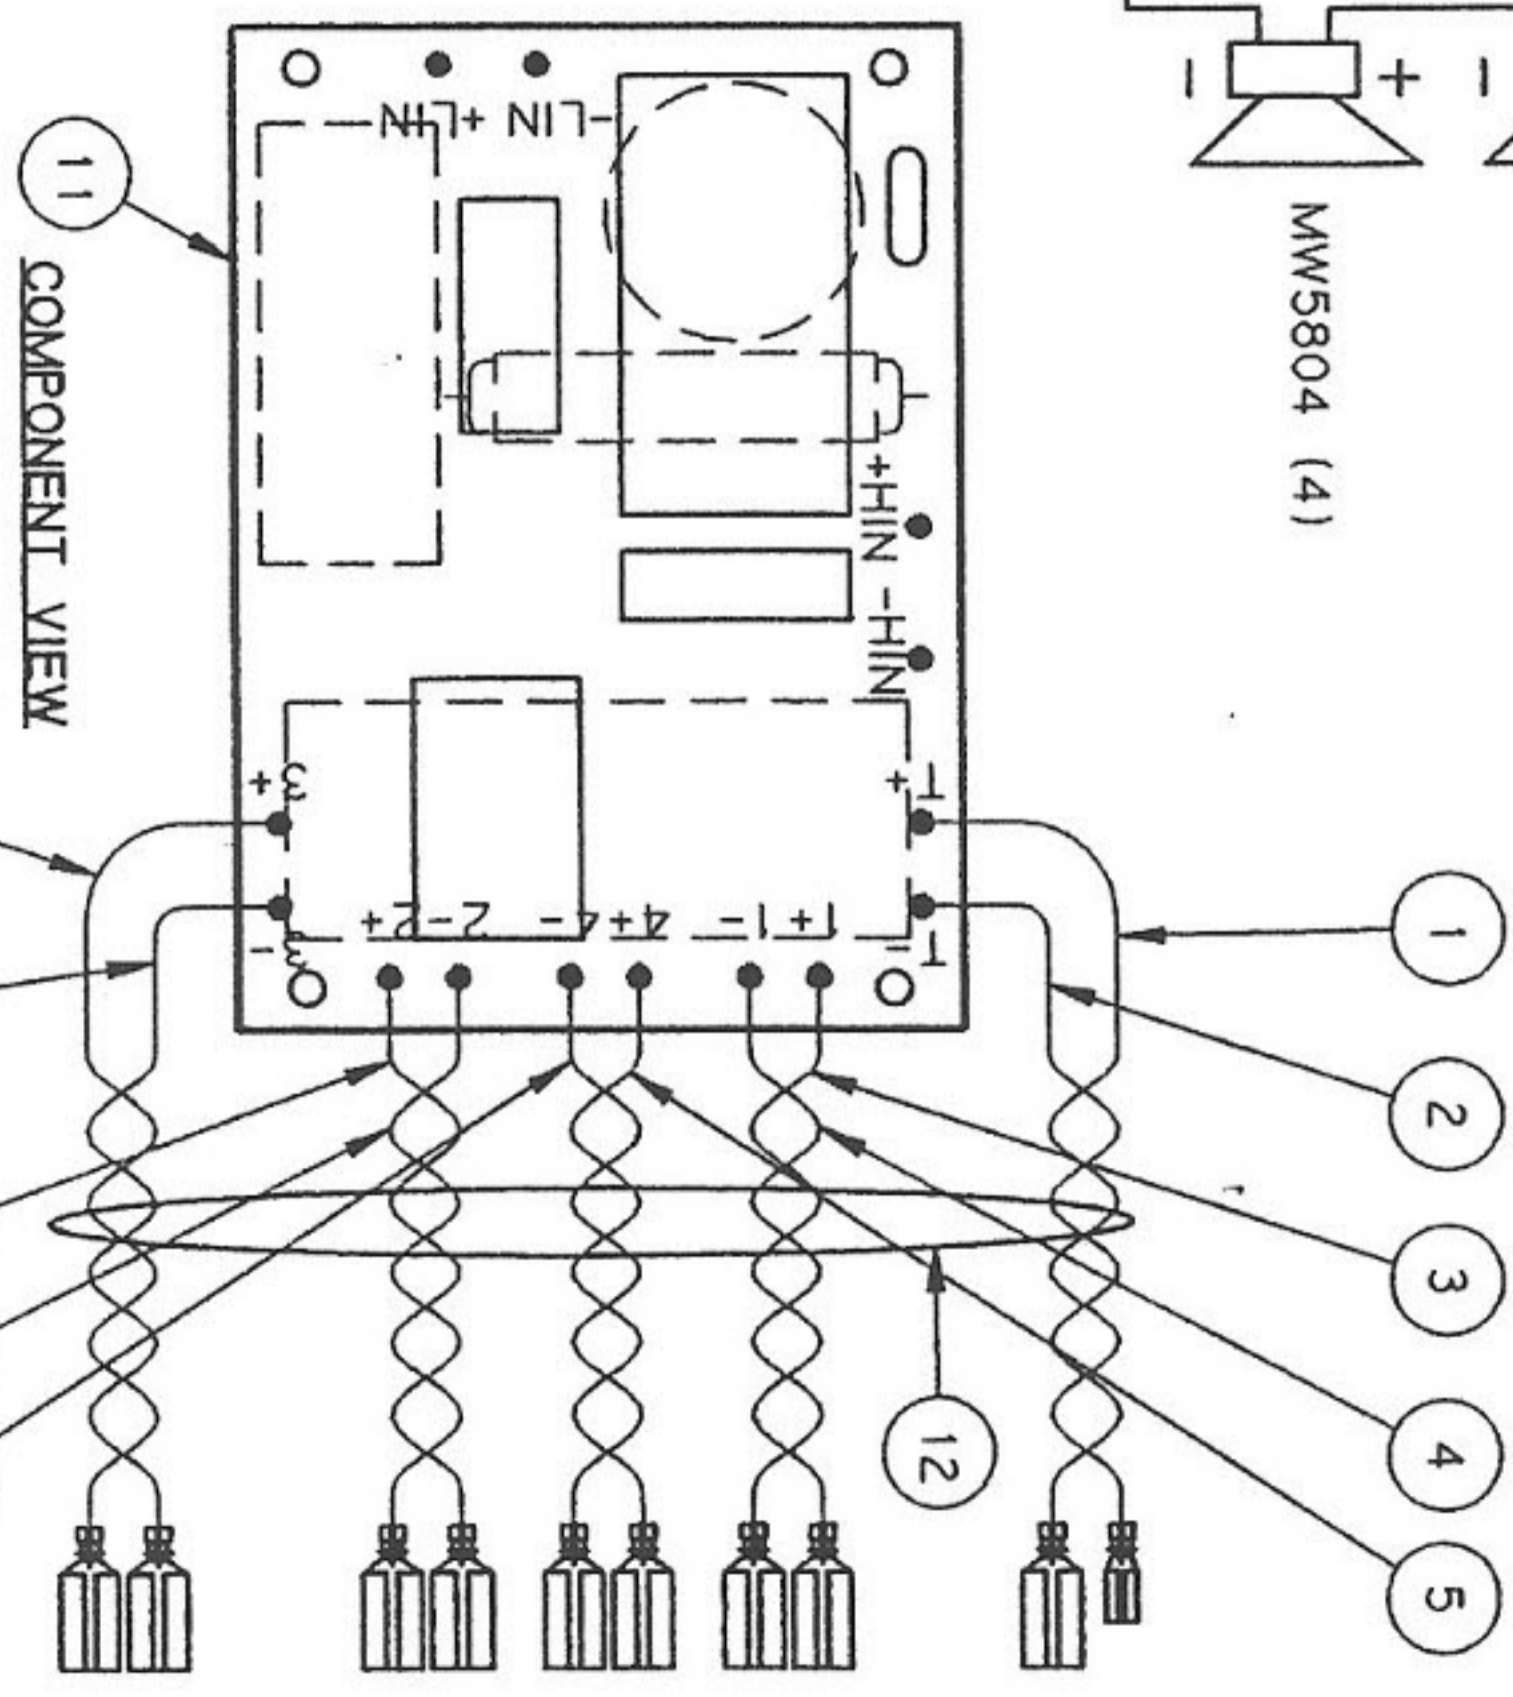 - + -
MW5804 (4)
11
COMPONENT VIEW
+LIN -LIN
+HIN -HIN
3 +
3 -
T +
T -
2+ 2- 4- 4+ 1- 1+
1
2
3
4
5
12